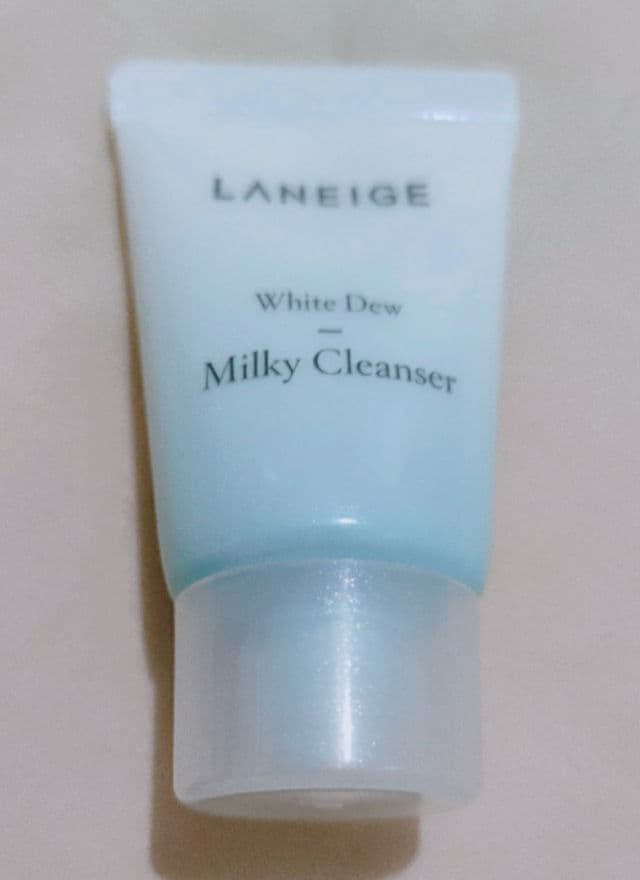 LANEIGE
White Dew
—
Milky Cleanser